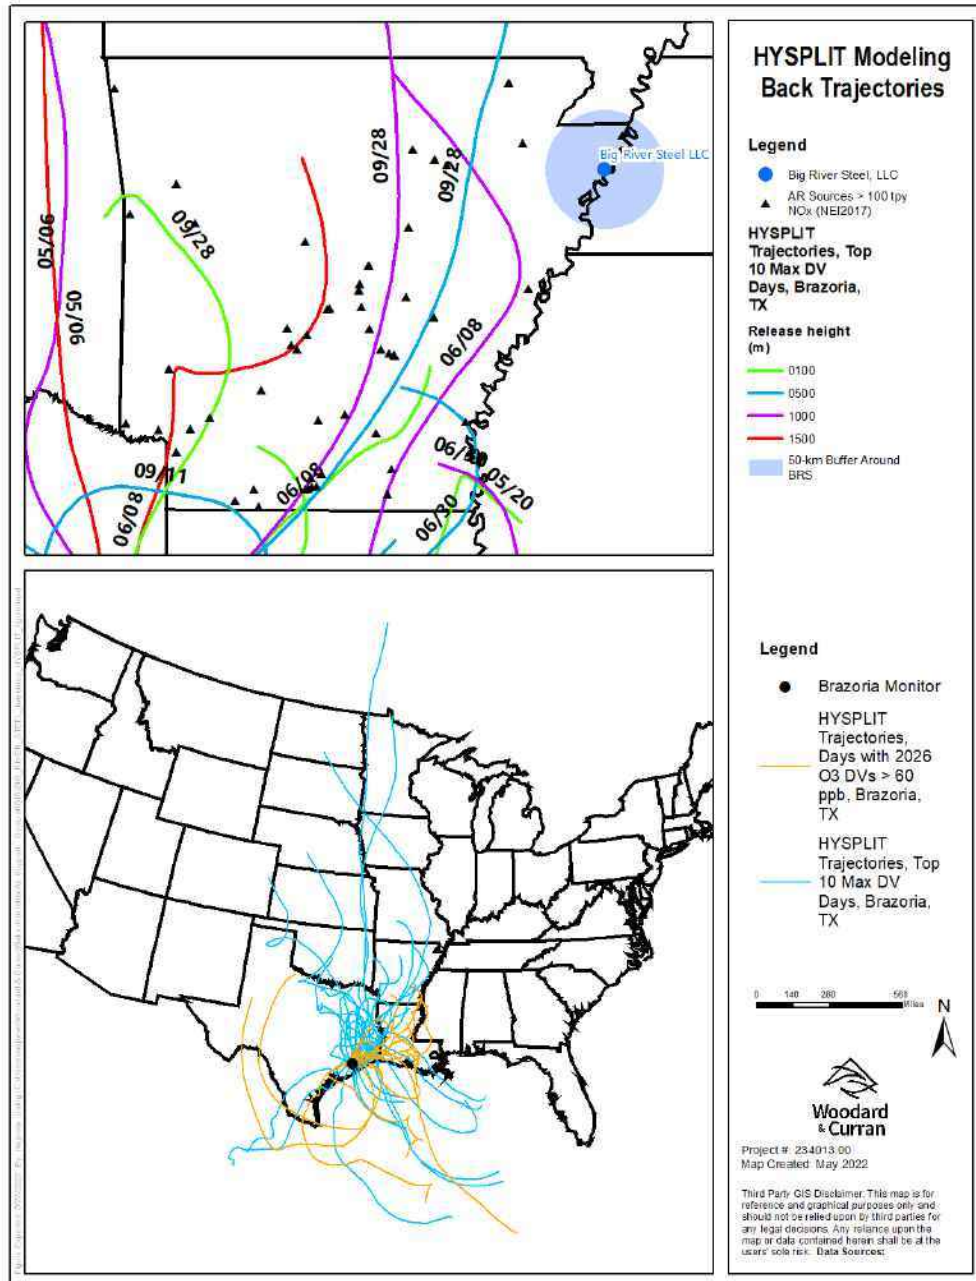 HYSPLIT Modeling
Back Trajectories
Legend
Big River Steel, LLC
AR Sources > 100 tpy
NOx (NEI2017)
HYSPLIT
Trajectories, Top
10 Max DV
Days, Brazoria,
TX
Release height
(m)
0100
0500
1000
1500
50-km Buffer Around
BRS
Big River Steel LLC
05/06
05/06
09/28
09/28
09/28
06/08
06/08
06/08
09/11
05/20
06/30
Legend
Brazoria Monitor
HYSPLIT
Trajectories,
Days with 2026
O3 DVs > 60
ppb, Brazoria,
TX
HYSPLIT
Trajectories, Top
10 Max DV
Days, Brazoria,
TX
0 140 280 560
Miles
N
Woodard
& Curran
Project #: 234013.00
Map Created: May 2022
Third Party GIS Disclaimer: This map is for
reference and graphical purposes only and
should not be relied upon by third parties for
any legal decisions. Any reliance upon the
map or data contained herein shall be at the
users' sole risk. Data Sources: